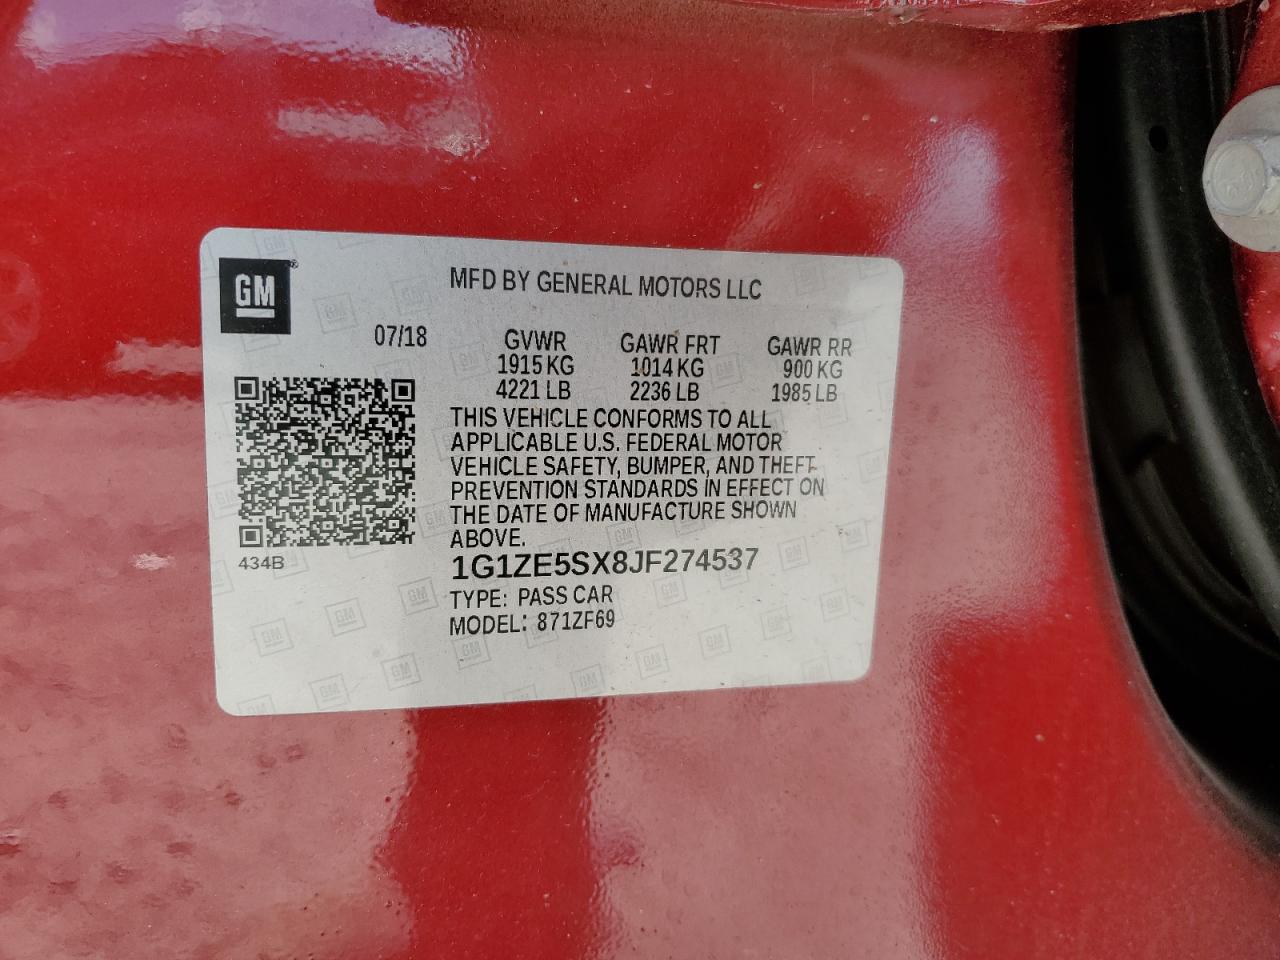 GM®
MFD BY GENERAL MOTORS LLC
07/18
GVWR GAWR FRT GAWR RR
1915 KG 1014 KG 900 KG
4221 LB 2236 LB 1985 LB
THIS VEHICLE CONFORMS TO ALL
APPLICABLE U.S. FEDERAL MOTOR
VEHICLE SAFETY, BUMPER, AND THEFT
PREVENTION STANDARDS IN EFFECT ON
THE DATE OF MANUFACTURE SHOWN
ABOVE.
434B
1G1ZE5SX8JF274537
TYPE: PASS CAR
MODEL: 871ZF69